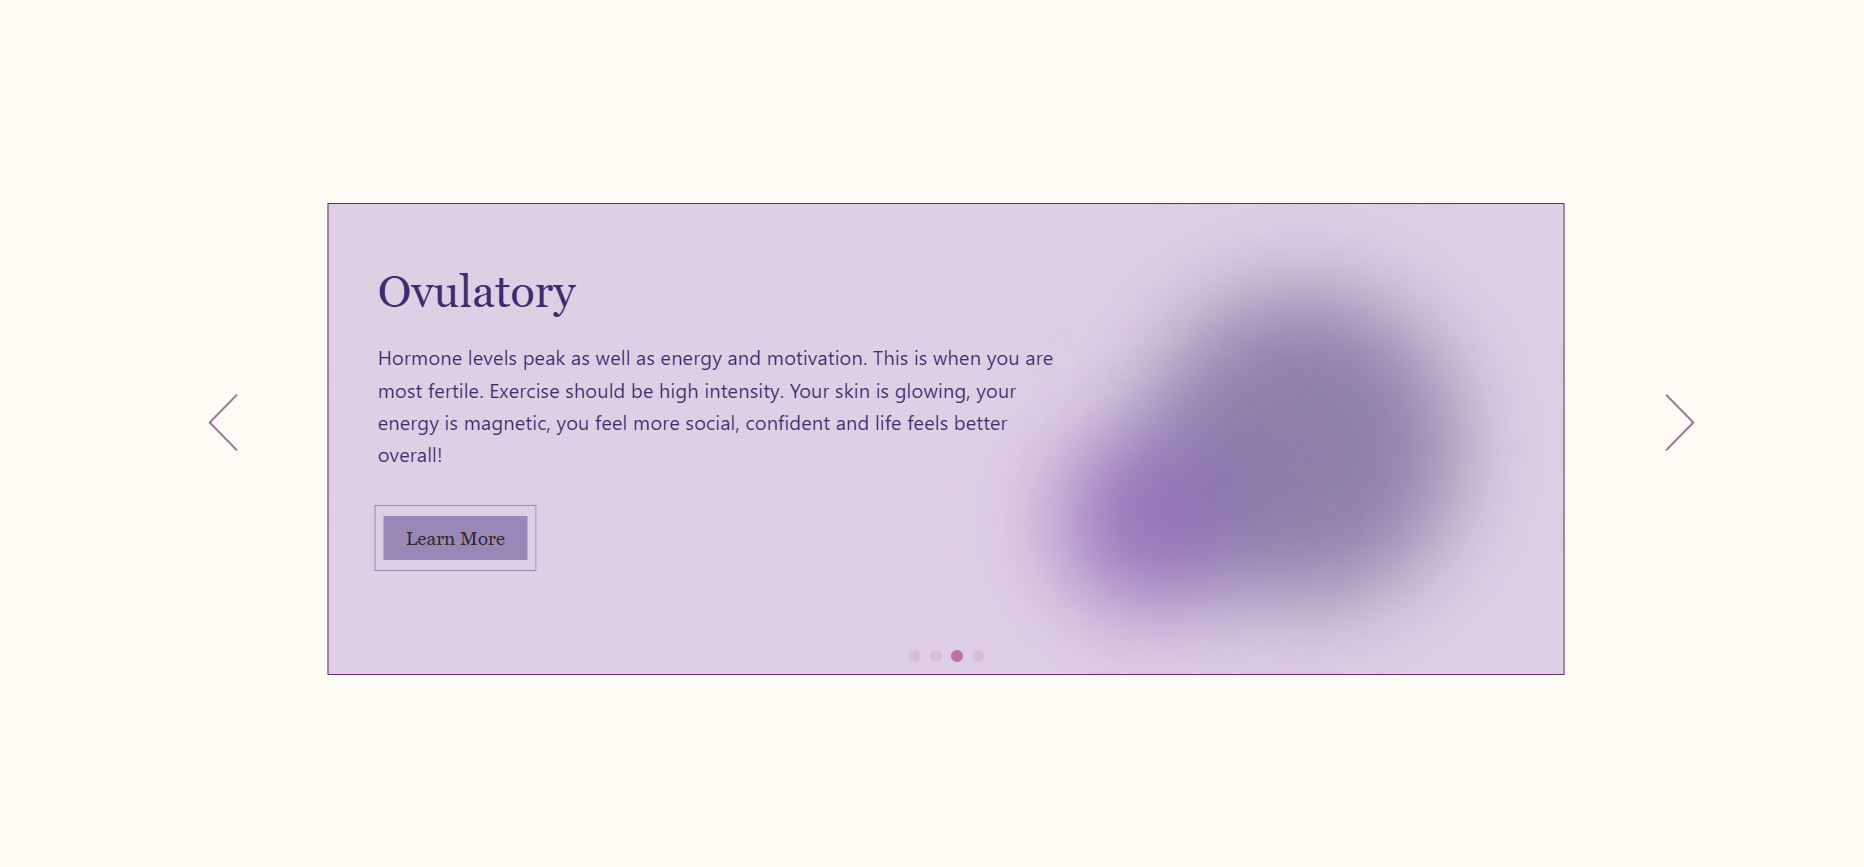 Ovulatory
Hormone levels peak as well as energy and motivation. This is when you are
most fertile. Exercise should be high intensity. Your skin is glowing, your
energy is magnetic, you feel more social, confident and life feels better
overall!
Learn More